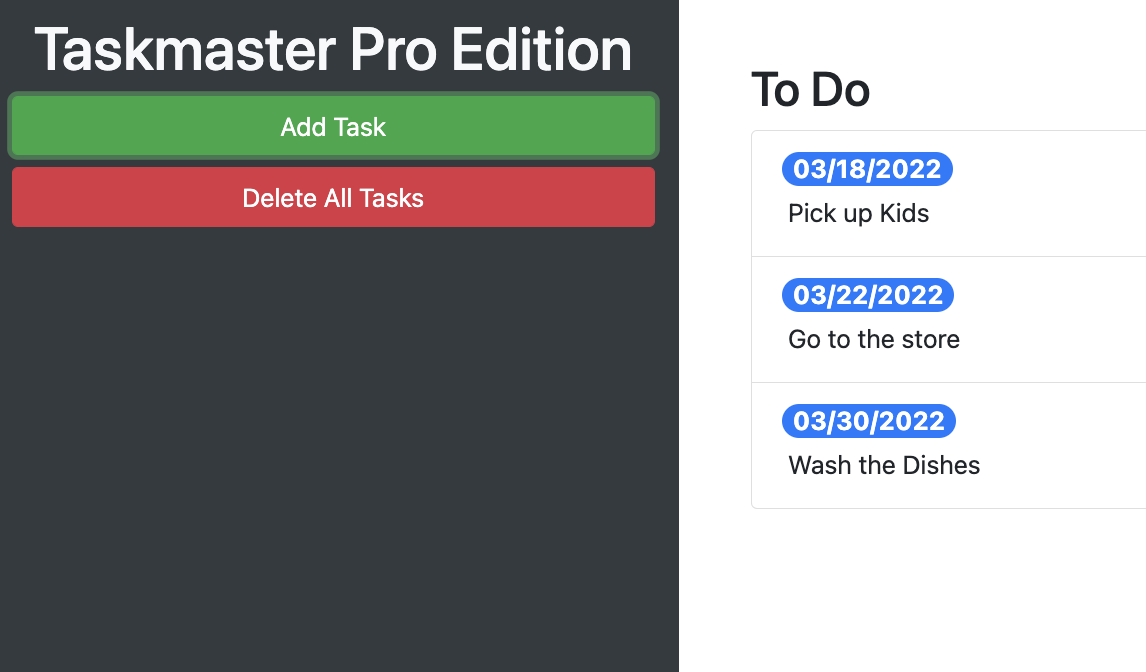 Taskmaster Pro Edition
Add Task
Delete All Tasks
To Do
03/18/2022
Pick up Kids
03/22/2022
Go to the store
03/30/2022
Wash the Dishes